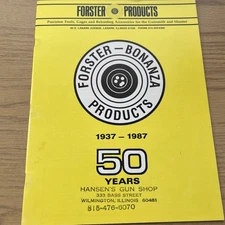 FORSTER PRODUCTS
Precision Tools, Gages and Reloading Accessories for the Gunsmith and Shooter
FORSTER - BONANZA
PRODUCTS
1937 - 1987
50
YEARS
HANSEN'S GUN SHOP
333 BASS STREET
WILMINGTON, ILLINOIS 60481
815-476-6070